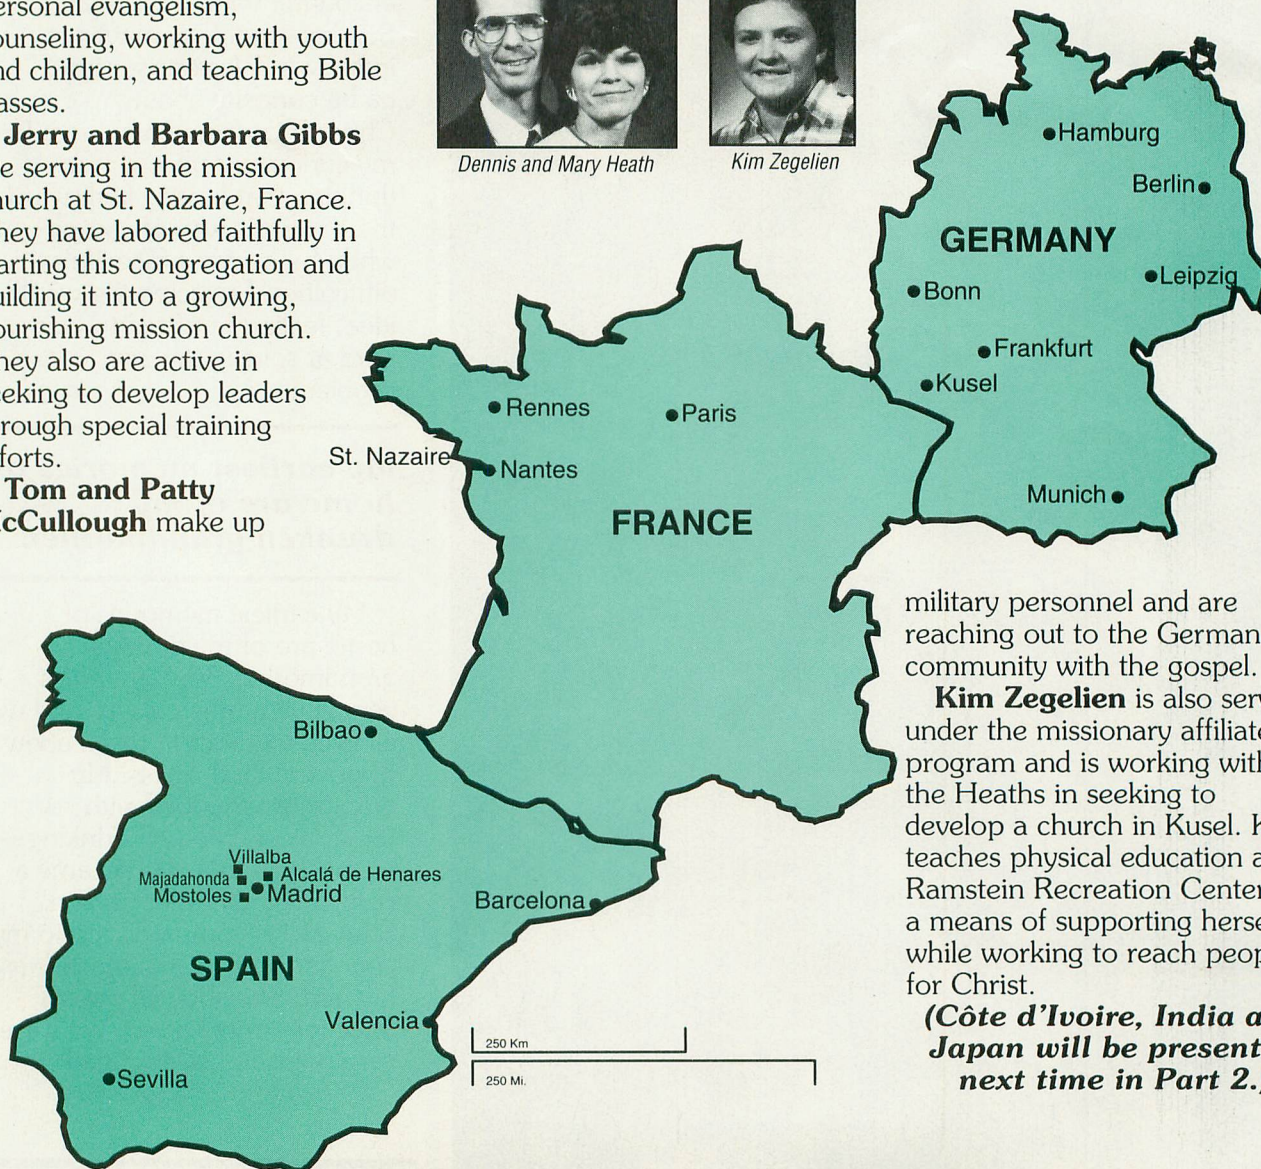 ersonal evangelism,
ounseling, working with youth
nd children, and teaching Bible
asses.
Jerry and Barbara Gibbs
e serving in the mission
hurch at St. Nazaire, France.
hey have labored faithfully in
arting this congregation and
uilding it into a growing,
ourishing mission church.
hey also are active in
eeking to develop leaders
rough special training
forts.
Tom and Patty
cCullough make up
Dennis and Mary Heath
Kim Zegelien
Hamburg
Berlin
GERMANY
Leipzig
Bonn
Frankfurt
Kusel
Munich
Rennes
Paris
St. Nazaire
Nantes
FRANCE
Bilbao
Villalba
Majadahonda
Alcalá de Henares
Mostoles
Madrid
Barcelona
SPAIN
Valencia
Sevilla
250 Km
250 Mi.
military personnel and are
reaching out to the German
community with the gospel.
Kim Zegelien is also serv
under the missionary affiliate
program and is working with
the Heaths in seeking to
develop a church in Kusel. K
teaches physical education a
Ramstein Recreation Center
a means of supporting herse
while working to reach peop
for Christ.
(Côte d'Ivoire, India a
Japan will be present
next time in Part 2.)